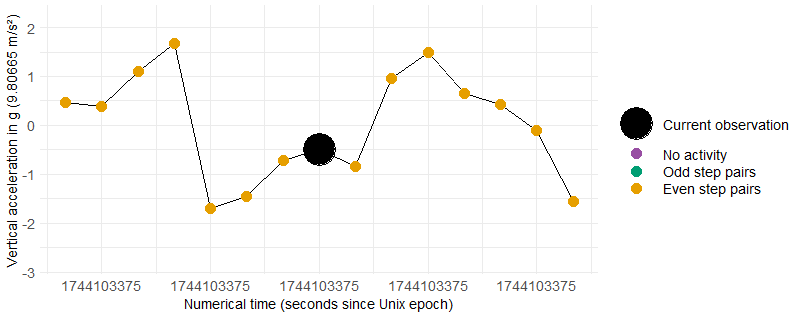 Vertical acceleration in g (9.80665 m/s²)
2
1
0
-1
-2
-3
1744103375 1744103375 1744103375 1744103375 1744103375
Numerical time (seconds since Unix epoch)
Current observation
No activity
Odd step pairs
Even step pairs